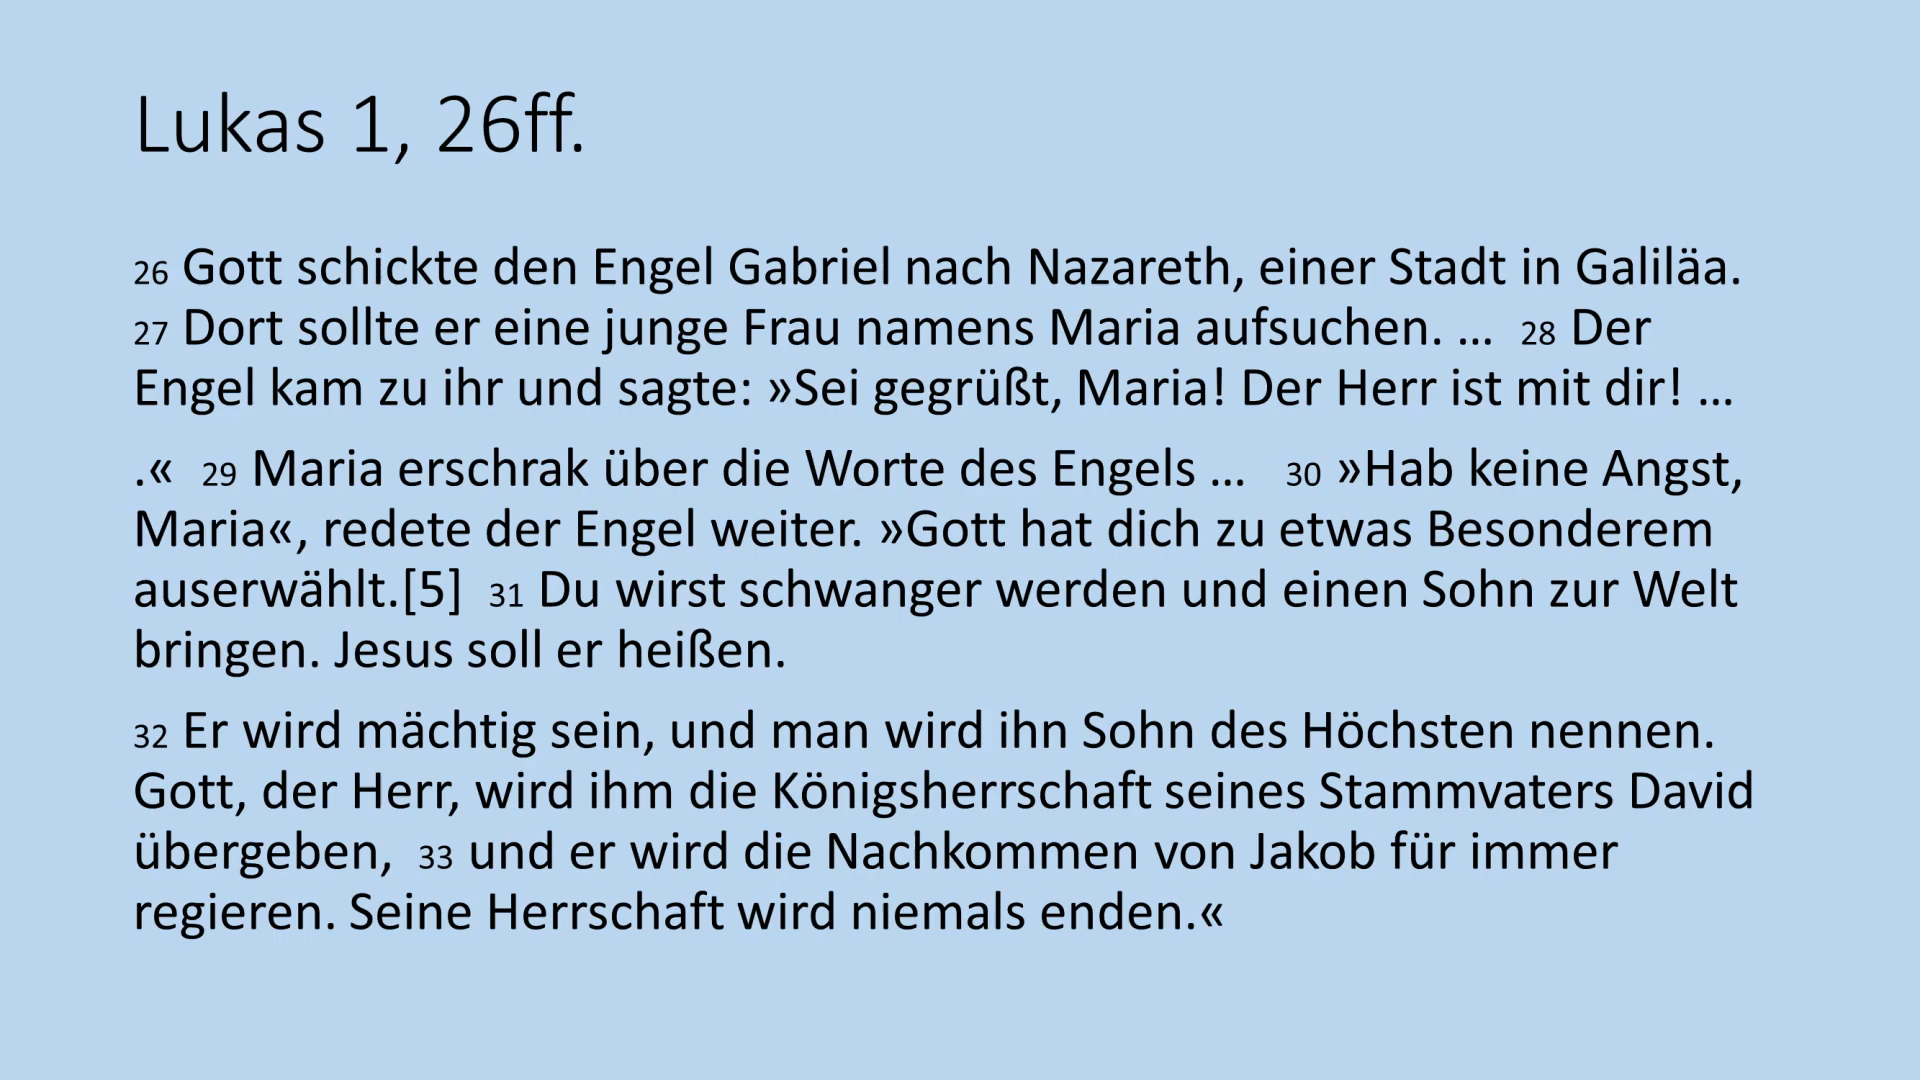 Lukas 1, 26ff.
26 Gott schickte den Engel Gabriel nach Nazareth, einer Stadt in Galiläa.
27 Dort sollte er eine junge Frau namens Maria aufsuchen. … 28 Der
Engel kam zu ihr und sagte: »Sei gegrüßt, Maria! Der Herr ist mit dir! …
.« 29 Maria erschrak über die Worte des Engels … 30 »Hab keine Angst,
Maria«, redete der Engel weiter. »Gott hat dich zu etwas Besonderem
auserwählt.[5] 31 Du wirst schwanger werden und einen Sohn zur Welt
bringen. Jesus soll er heißen.
32 Er wird mächtig sein, und man wird ihn Sohn des Höchsten nennen.
Gott, der Herr, wird ihm die Königsherrschaft seines Stammvaters David
übergeben, 33 und er wird die Nachkommen von Jakob für immer
regieren. Seine Herrschaft wird niemals enden.«